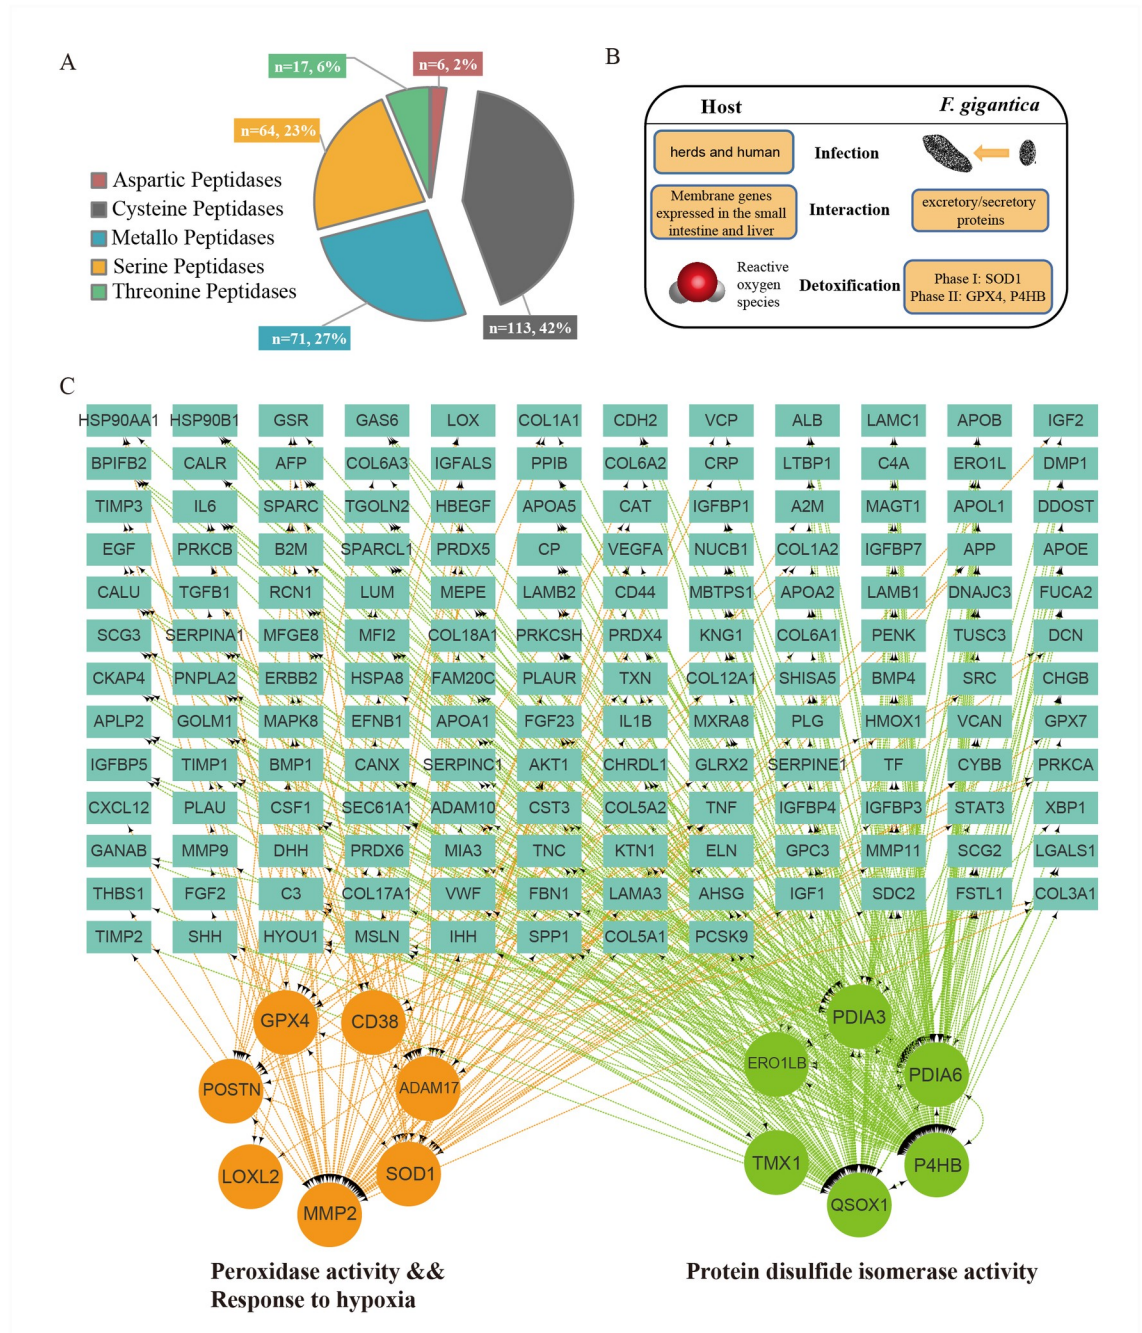 A
n=17, 6%
n=6, 2%
n=64, 23%
Aspartic Peptidases
Cysteine Peptidases
Metallo Peptidases
Serine Peptidases
Threonine Peptidases
n=71, 27%
n=113, 42%
B
Host
F. gigantica
herds and human
Infection
Membrane genes
expressed in the small
intestine and liver
Interaction
excretory/secretory
proteins
Reactive
oxygen
species
Detoxification
Phase I: SOD1
Phase II: GPX4, P4HB
C
HSP90AA1 HSP90B1 GSR GAS6 LOX COL1A1 CDH2 VCP ALB LAMC1 APOB IGF2
BPIFB2 CALR AFP COL6A3 IGFALS PPIB COL6A2 CRP LTBP1 C4A ERO1L DMP1
TIMP3 IL6 SPARC TGOLN2 HBEGF APOA5 CAT IGFBP1 A2M MAGT1 APOL1 DDOST
EGF PRKCB B2M SPARCL1 PRDX5 CP VEGFA NUCB1 COL1A2 IGFBP7 APP APOE
CALU TGFB1 RCN1 LUM MEPE LAMB2 CD44 MBTPS1 APOA2 LAMB1 DNAJC3 FUCA2
SCG3 SERPINA1 MFGE8 MFI2 COL18A1 PRKCSH PRDX4 KNG1 COL6A1 PENK TUSC3 DCN
CKAP4 PNPLA2 ERBB2 HSPA8 FAM20C PLAUR TXN COL12A1 SHISA5 BMP4 SRC CHGB
APLP2 GOLM1 MAPK8 EFNB1 APOA1 FGF23 IL1B MXRA8 PLG HMOX1 VCAN GPX7
IGFBP5 TIMP1 BMP1 CANX SERPINC1 AKT1 CHRDL1 GLRX2 SERPINE1 TF CYBB PRKCA
CXCL12 PLAU CSF1 SEC61A1 ADAM10 CST3 COL5A2 TNF IGFBP4 IGFBP3 STAT3 XBP1
GANAB MMP9 DHH PRDX6 MIA3 TNC KTN1 ELN GPC3 MMP11 SCG2 LGALS1
THBS1 FGF2 C3 COL17A1 VWF FBN1 LAMA3 AHSG IGF1 SDC2 FSTL1 COL3A1
TIMP2 SHH HYOU1 MSLN IHH SPP1 COL5A1 PCSK9
GPX4
CD38
POSTN
ADAM17
LOXL2
SOD1
MMP2
PDIA3
ERO1LB
PDIA6
TMX1
P4HB
QSOX1
Peroxidase activity &&
Response to hypoxia
Protein disulfide isomerase activity